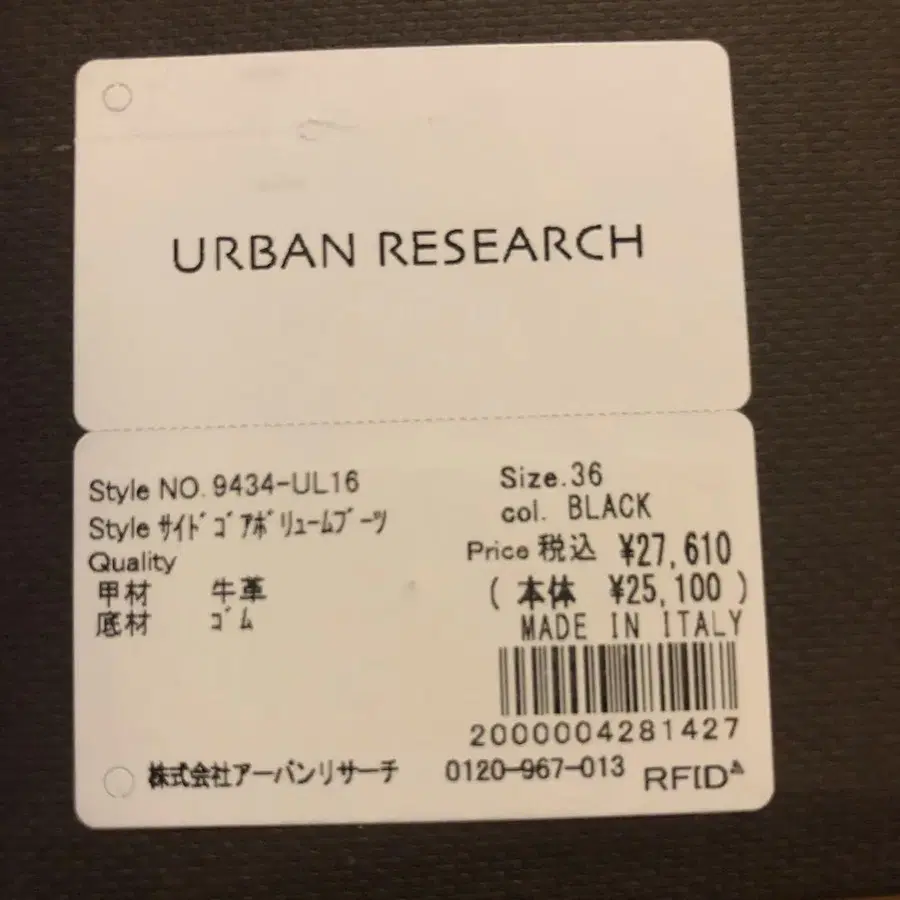 URBAN RESEARCH
Style NO. 9434-UL16
Size.36
Style ｻｲﾄﾞｺﾞｱﾎﾞﾘｭｰﾑﾌﾞｰﾂ
col. BLACK
Quality
Price 税込 ¥27,610
甲材 牛革
( 本体 ¥25,100 )
底材 ｺﾞﾑ
MADE IN ITALY
2000004281427
株式会社アーバンリサーチ 0120-967-013 RFID